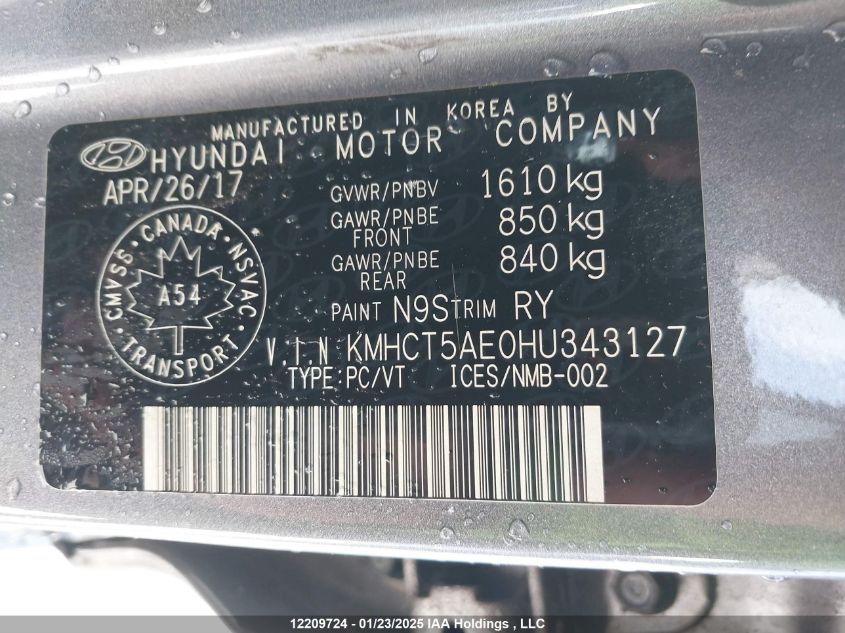 MANUFACTURED IN KOREA BY
HYUNDAI MOTOR COMPANY
APR/26/17
GVWR/PNBV 1610 kg
GAWR/PNBE FRONT 850 kg
GAWR/PNBE REAR 840 kg
CANADA
CMVSS NSVAC
A54
TRANSPORT
PAINT N9S TRIM RY
V.I.N KMHCT5AE0HU343127
TYPE:PC/VT ICES/NMB-002
12209724 - 01/23/2025 IAA Holdings , LLC